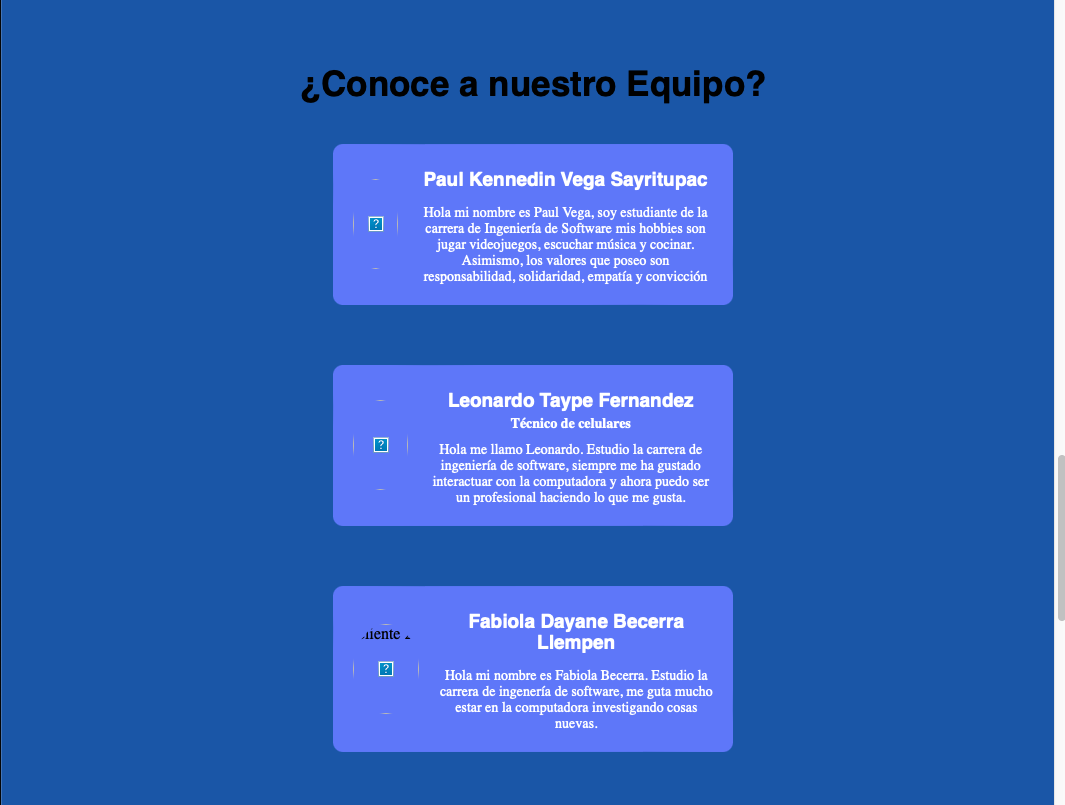 ¿Conoce a nuestro Equipo?
Paul Kennedin Vega Sayritupac
Hola mi nombre es Paul Vega, soy estudiante de la
carrera de Ingeniería de Software mis hobbies son
jugar videojuegos, escuchar música y cocinar.
Asimismo, los valores que poseo son
responsabilidad, solidaridad, empatía y convicción
Leonardo Taype Fernandez
Técnico de celulares
Hola me llamo Leonardo. Estudio la carrera de
ingeniería de software, siempre me ha gustado
interactuar con la computadora y ahora puedo ser
un profesional haciendo lo que me gusta.
Fabiola Dayane Becerra
Llempen
Hola mi nombre es Fabiola Becerra. Estudio la
carrera de ingenería de software, me guta mucho
estar en la computadora investigando cosas
nuevas.